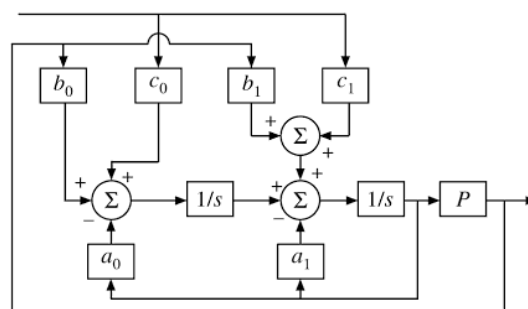 b₀ c₀ b₁ c₁
+ Σ +
+ + + +
− Σ 1/s − Σ 1/s P
a₀ a₁